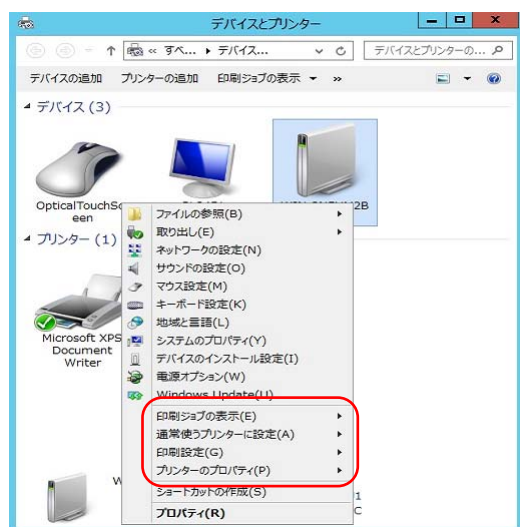 デバイスとプリンター
すべ... デバイス...
デバイスとプリンターの...
デバイスの追加 プリンターの追加 印刷ジョブの表示 »
デバイス (3)
OpticalTouchSc
een
2B
プリンター (1)
Microsoft XPS
Document
Writer
ファイルの参照(B)
取り出し(E)
ネットワークの設定(N)
サウンドの設定(O)
マウス設定(M)
キーボード設定(K)
地域と言語(L)
システムのプロパティ(Y)
デバイスのインストール設定(I)
電源オプション(W)
Windows Update(U)
印刷ジョブの表示(E)
通常使うプリンターに設定(A)
印刷設定(G)
プリンターのプロパティ(P)
ショートカットの作成(S)
プロパティ(R)
W
1
C